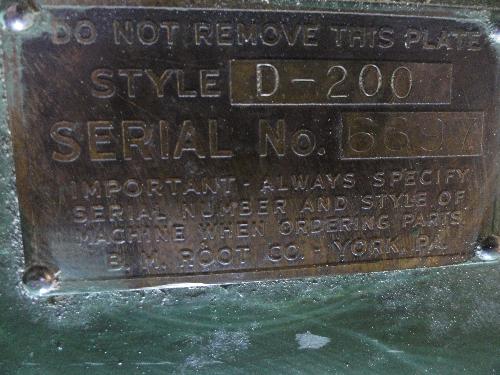 DO NOT REMOVE THIS PLATE
STYLE D-200
SERIAL No. 6697
IMPORTANT - ALWAYS SPECIFY
SERIAL NUMBER AND STYLE OF
MACHINE WHEN ORDERING PARTS
B. M. ROOT CO. - YORK, PA.